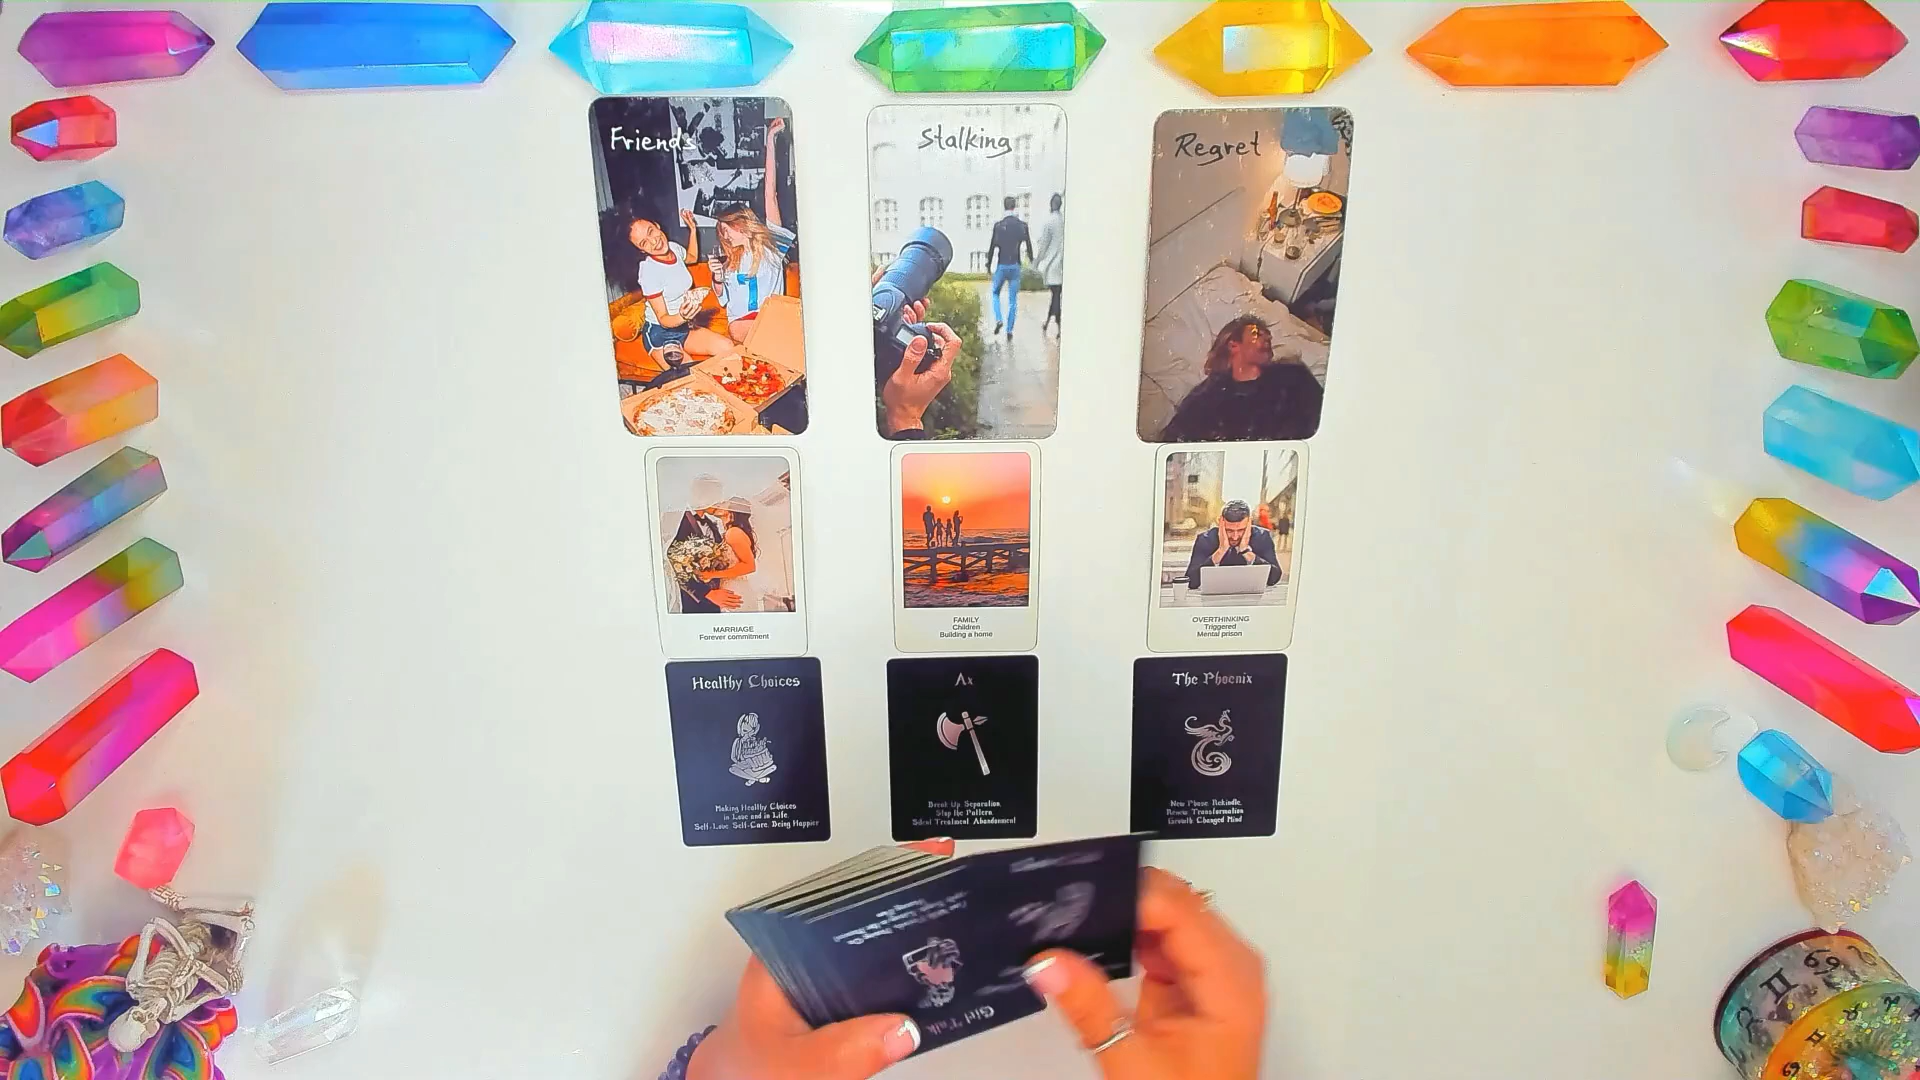 Friends
Stalking
Regret
MARRIAGE
Forever commitment
FAMILY
Children
Building a home
OVERTHINKING
Triggered
Mental prison
Healthy Choices
Making Healthy Choices
in Love and in Life.
Self-Love Self-Care. Being Happier
Ax
Break Up. Separation.
Stop the Pattern
Silent Treatment Abandonment
The Phoenix
New Phase. Rekindle.
Renew Transformation
Growth Changed Mind
Girl Talk